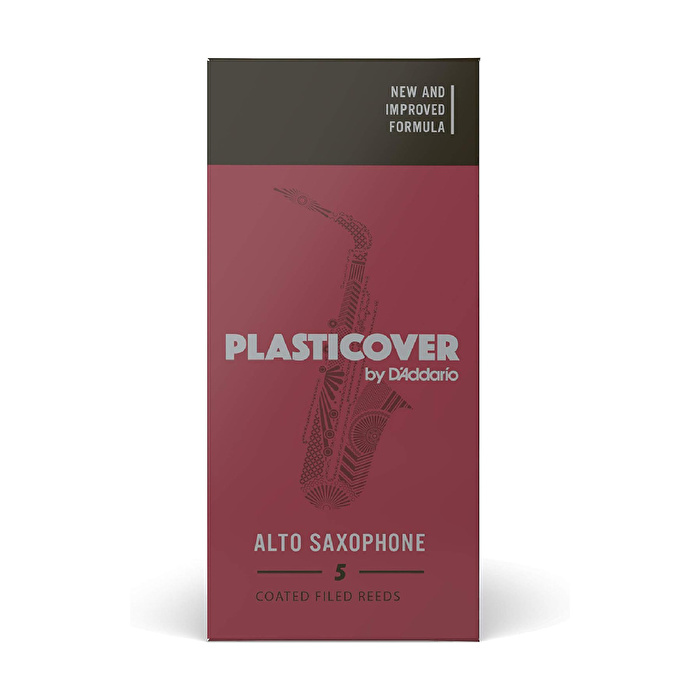 NEW AND
IMPROVED
FORMULA
PLASTICOVER
by D'Addario
ALTO SAXOPHONE
5
COATED FILED REEDS